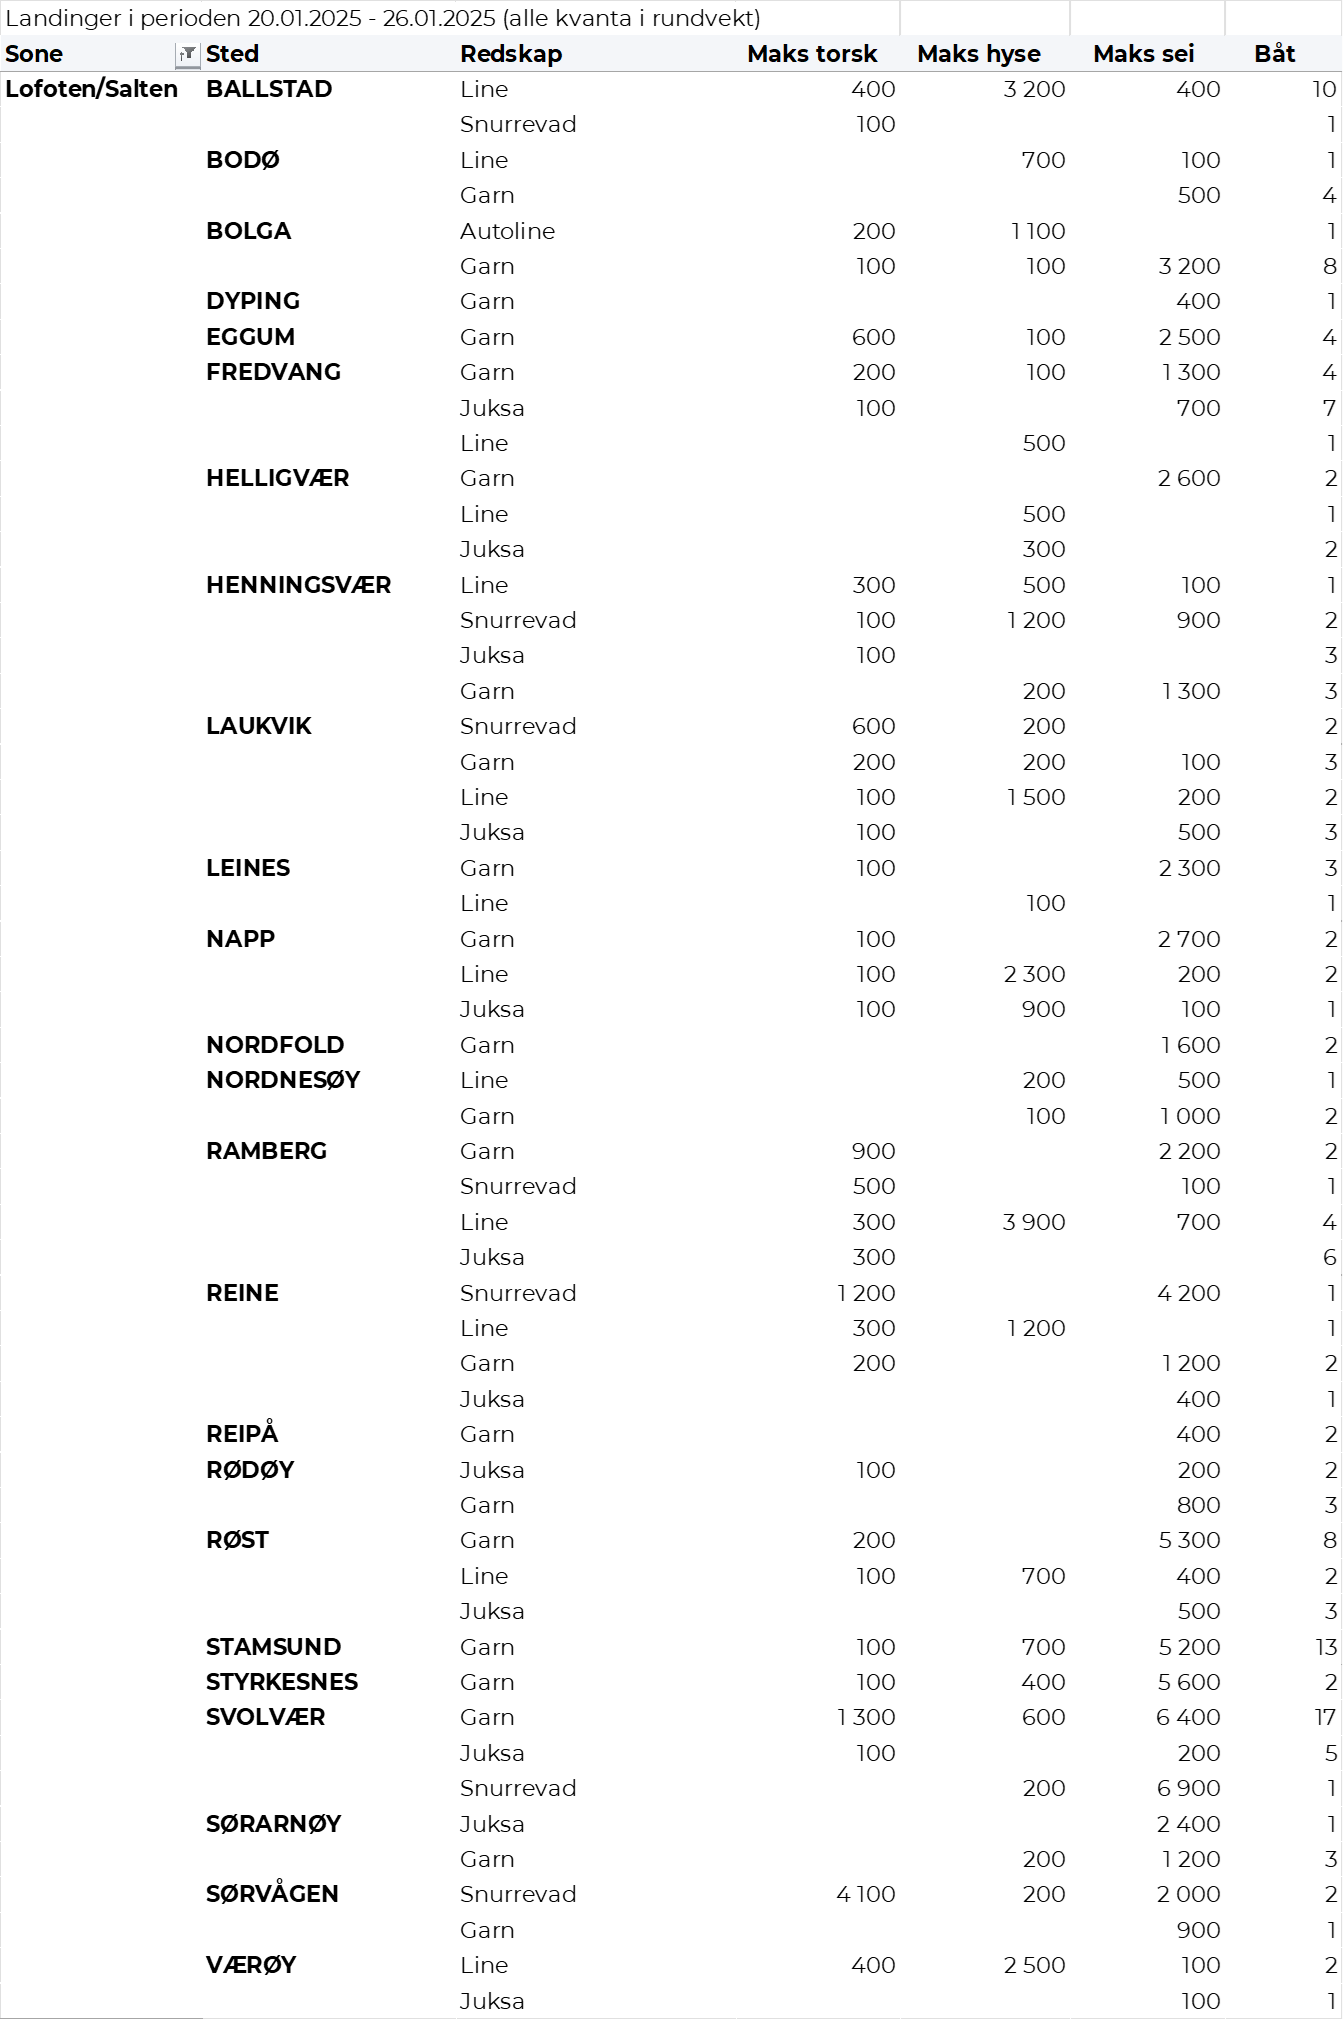 Landinger i perioden 20.01.2025 - 26.01.2025 (alle kvanta i rundvekt)
Sone Sted Redskap Maks torsk Maks hyse Maks sei Båt
Lofoten/Salten BALLSTAD Line 400 3 200 400 10
Snurrevad 100 1
BODØ Line 700 100 1
Garn 500 4
BOLGA Autoline 200 1 100 1
Garn 100 100 3 200 8
DYPING Garn 400 1
EGGUM Garn 600 100 2 500 4
FREDVANG Garn 200 100 1 300 4
Juksa 100 700 7
Line 500 1
HELLIGVÆR Garn 2 600 2
Line 500 1
Juksa 300 2
HENNINGSVÆR Line 300 500 100 1
Snurrevad 100 1 200 900 2
Juksa 100 3
Garn 200 1 300 3
LAUKVIK Snurrevad 600 200 2
Garn 200 200 100 3
Line 100 1 500 200 2
Juksa 100 500 3
LEINES Garn 100 2 300 3
Line 100 1
NAPP Garn 100 2 700 2
Line 100 2 300 200 2
Juksa 100 900 100 1
NORDFOLD Garn 1 600 2
NORDNESØY Line 200 500 1
Garn 100 1 000 2
RAMBERG Garn 900 2 200 2
Snurrevad 500 100 1
Line 300 3 900 700 4
Juksa 300 6
REINE Snurrevad 1 200 4 200 1
Line 300 1 200 1
Garn 200 1 200 2
Juksa 400 1
REIPÅ Garn 400 2
RØDØY Juksa 100 200 2
Garn 800 3
RØST Garn 200 5 300 8
Line 100 700 400 2
Juksa 500 3
STAMSUND Garn 100 700 5 200 13
STYRKESNES Garn 100 400 5 600 2
SVOLVÆR Garn 1 300 600 6 400 17
Juksa 100 200 5
Snurrevad 200 6 900 1
SØRARNØY Juksa 2 400 1
Garn 200 1 200 3
SØRVÅGEN Snurrevad 4 100 200 2 000 2
Garn 900 1
VÆRØY Line 400 2 500 100 2
Juksa 100 1